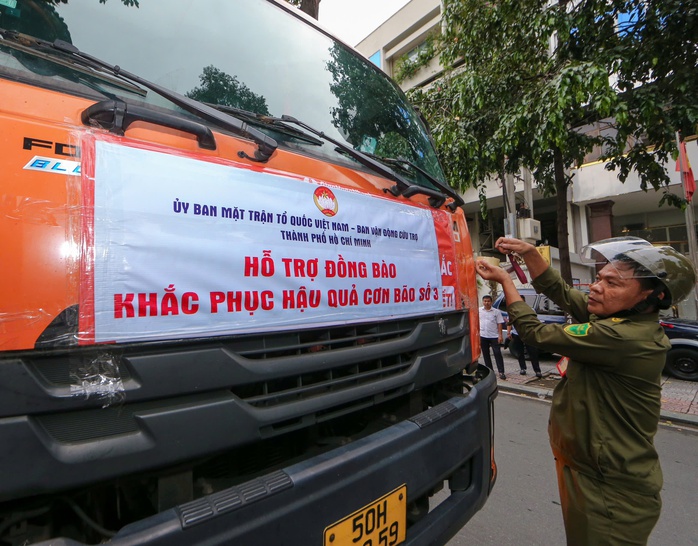 ỦY BAN MẶT TRẬN TỔ QUỐC VIỆT NAM - BAN VẬN ĐỘNG CỨU TRỢ
THÀNH PHỐ HỒ CHÍ MINH
HỖ TRỢ ĐỒNG BÀO
KHẮC PHỤC HẬU QUẢ CƠN BÃO SỐ 3
50H